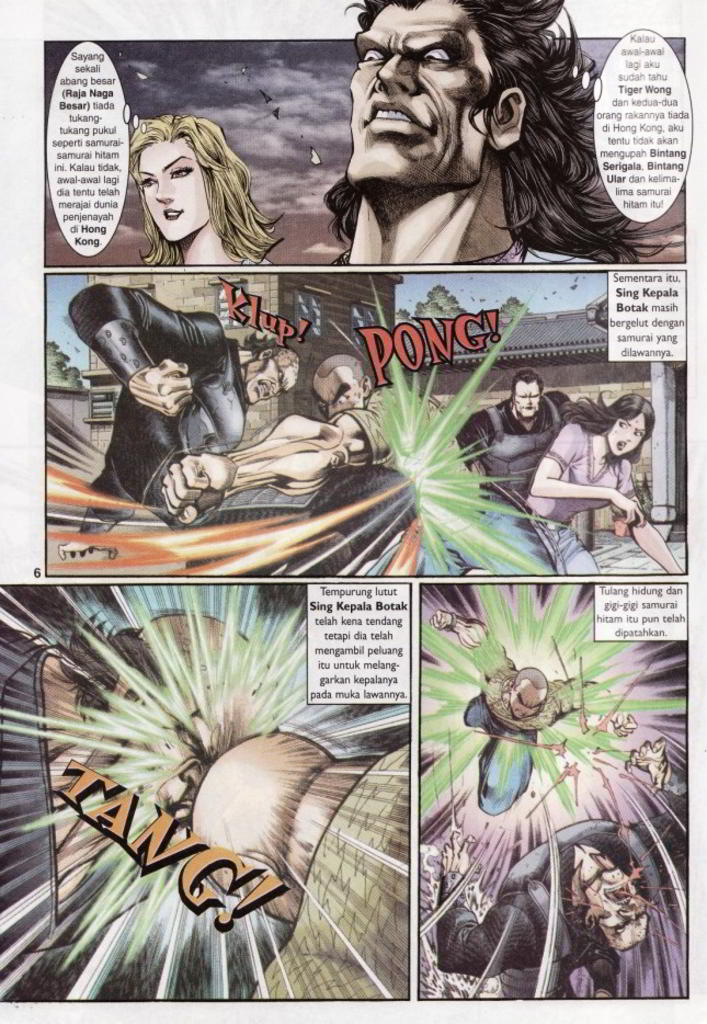 Sayang
sekali
abang besar
(Raja Naga
Besar) tiada
tukang-
tukang pukul
seperti samurai-
samurai hitam
ini. Kalau tidak,
awal-awal lagi
dia tentu telah
merajai dunia
penjenayah
di Hong
Kong.
Kalau
awal-awal
lagi aku
sudah tahu
Tiger Wong
dan kedua-dua
orang rakannya tiada
di Hong Kong, aku
tentu tidak akan
mengupah Bintang
Serigala, Bintang
Ular dan kelima-
lima samurai
hitam itu!
Sementara itu,
Sing Kepala
Botak masih
bergelut dengan
samurai yang
dilawannya.
Klup!
PONG!
6
Tempurung lutut
Sing Kepala Botak
telah kena tendang
tetapi dia telah
mengambil peluang
itu untuk melang-
garkan kepalanya
pada muka lawannya.
TANG!
Tulang hidung dan
gigi-gigi samurai
hitam itu pun telah
dipatahkan.